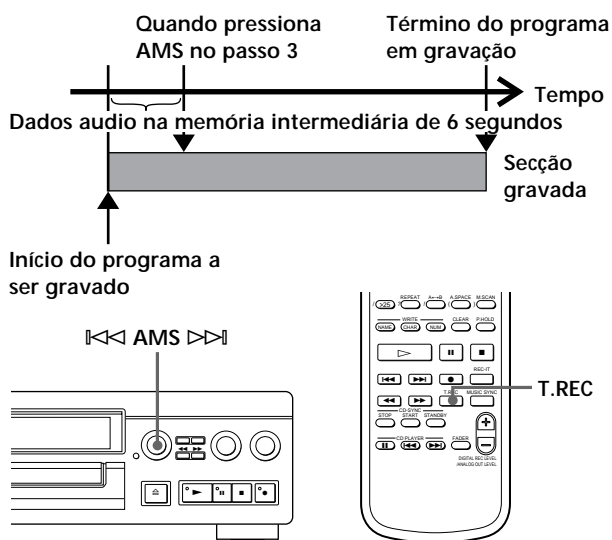 Quando pressiona
AMS no passo 3
Término do programa
em gravação
Tempo
Dados audio na memória intermediária de 6 segundos
Secção
gravada
Início do programa a
ser gravado
AMS
T.REC
REPEAT A↔B A.SPACE M.SCAN
>25
WRITE CLEAR P.HOLD
NAME CHAR NUM
REC-IT
T.REC MUSIC SYNC
CD-SYNC
STOP START STANDBY
CD PLAYER FADER
DIGITAL REC LEVEL
ANALOG OUT LEVEL